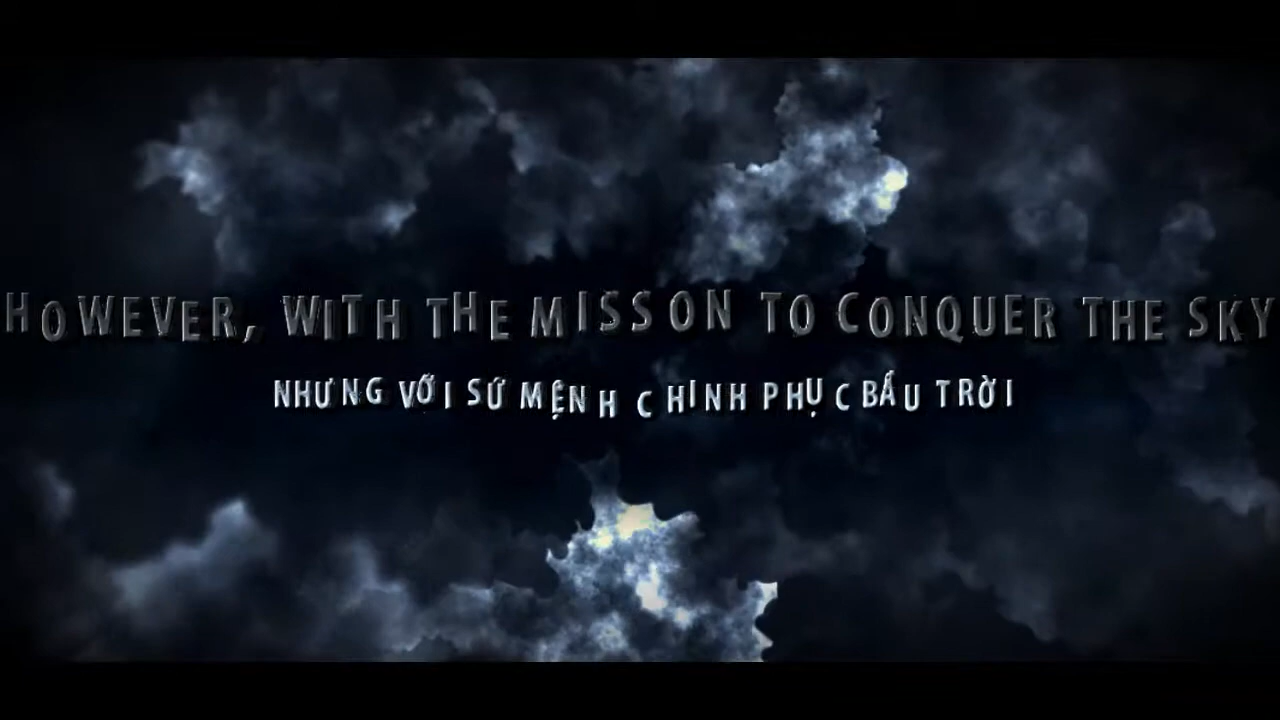 HOWEVER, WITH THE MISSON TO CONQUER THE SKY
NHƯNG VỚI SỨ MỆNH CHINH PHỤC BẦU TRỜI